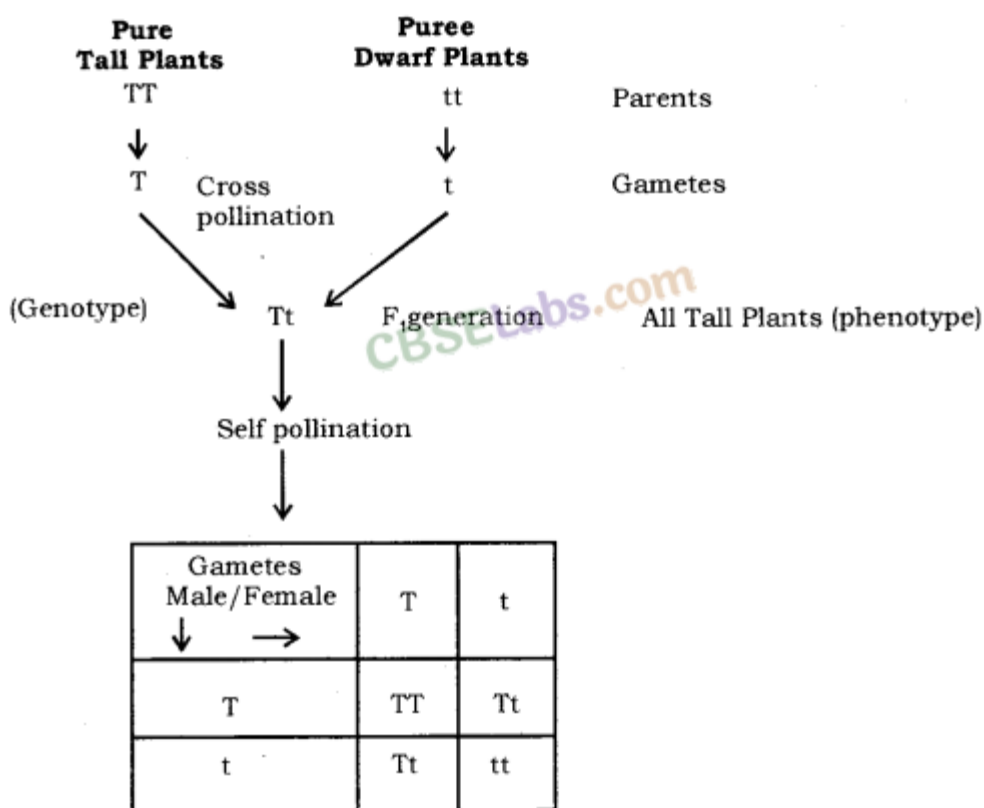 Pure Puree
Tall Plants Dwarf Plants
TT tt Parents
T Cross t Gametes
pollination
(Genotype) Tt F₁generation All Tall Plants (phenotype)
CBSELabs.com
Self pollination
Gametes
Male/Female T t
T TT Tt
t Tt tt